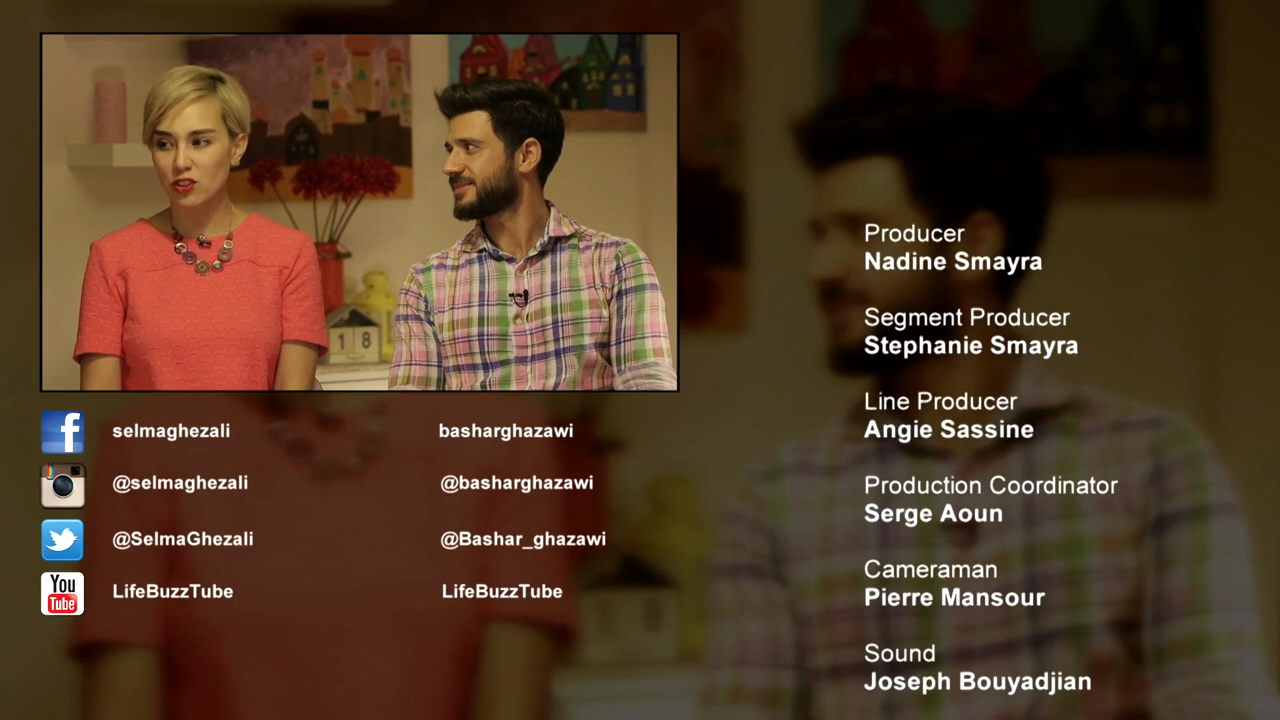 18
selmaghezali
basharghazawi
@selmaghezali
@basharghazawi
@SelmaGhezali
@Bashar_ghazawi
You
Tube
LifeBuzzTube
LifeBuzzTube
Producer
Nadine Smayra
Segment Producer
Stephanie Smayra
Line Producer
Angie Sassine
Production Coordinator
Serge Aoun
Cameraman
Pierre Mansour
Sound
Joseph Bouyadjian